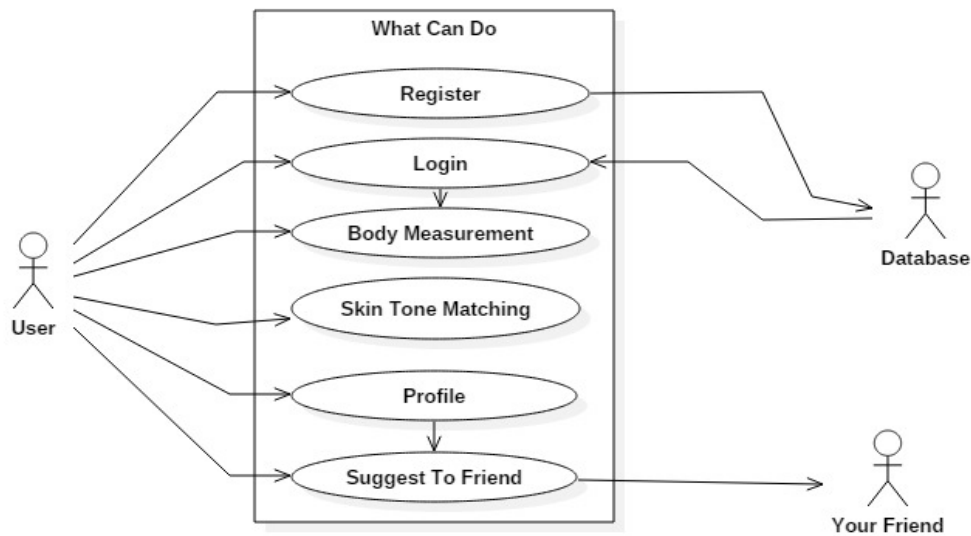 What Can Do
Register
Login
Body Measurement
Database
User
Skin Tone Matching
Profile
Suggest To Friend
Your Friend